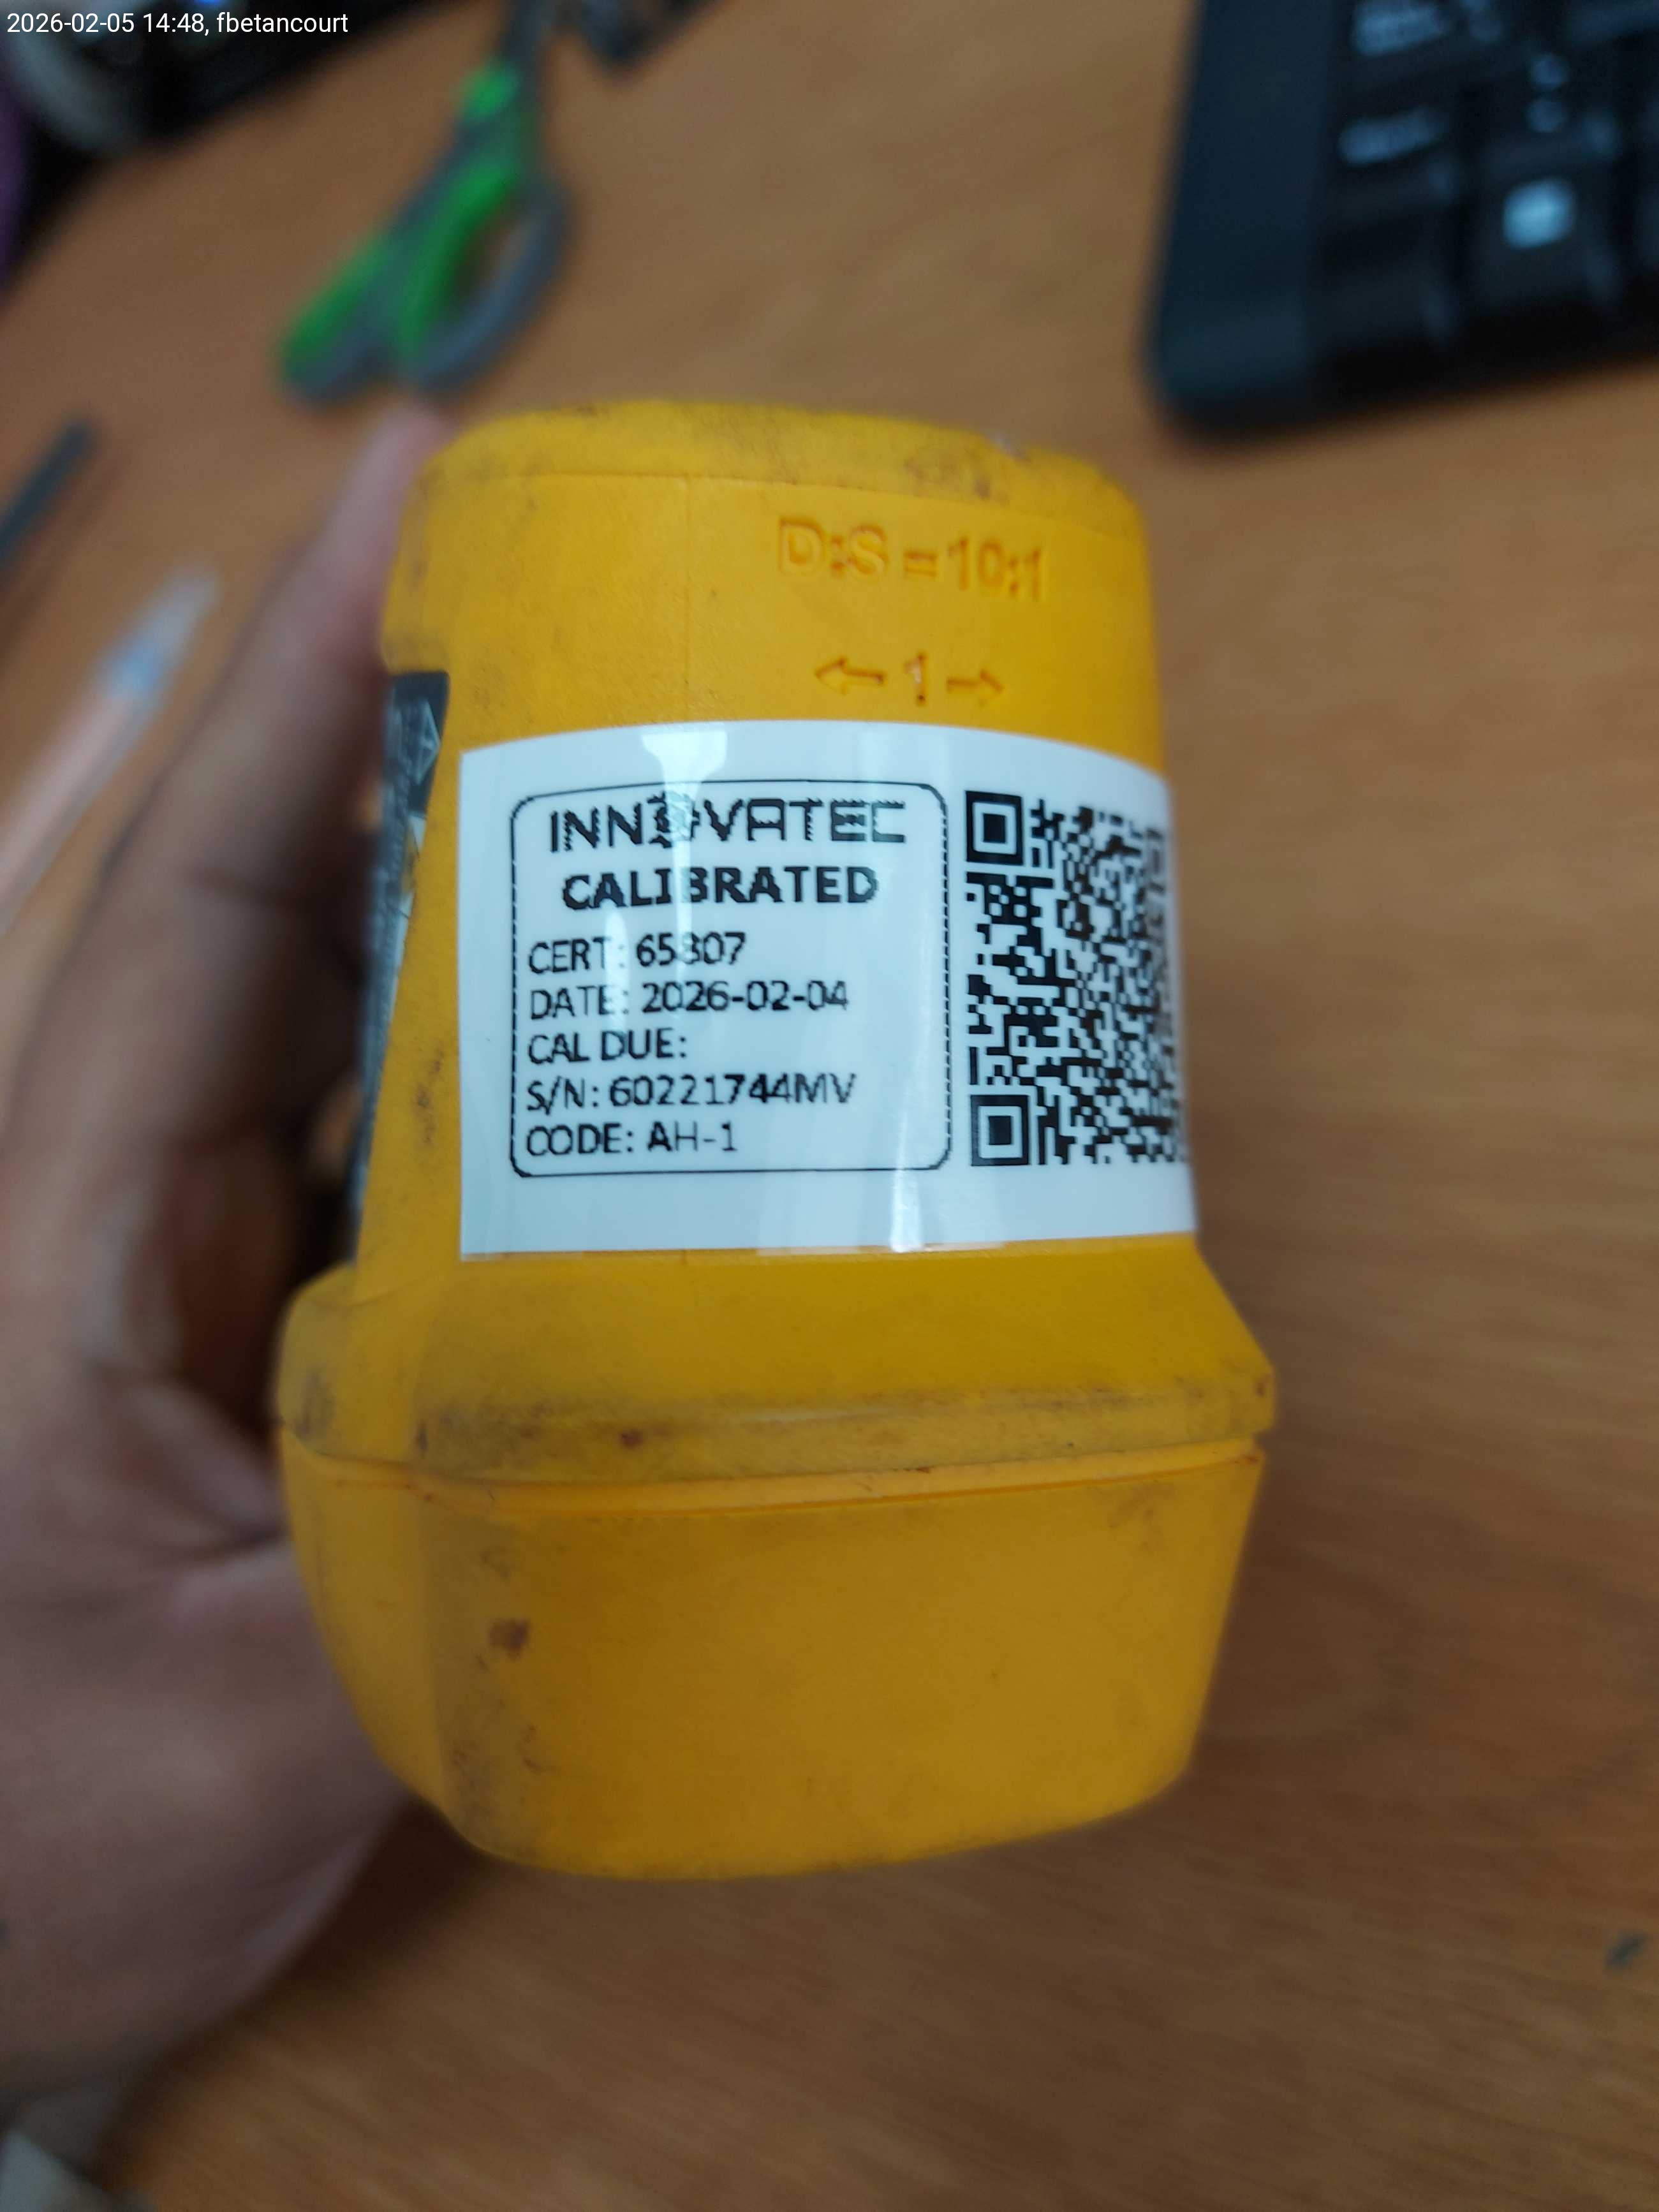 2026-02-05 14:48, fbetancourt
D:S = 10:1
← 1 →
INNOVATEC
CALIBRATED
CERT: 65807
DATE: 2026-02-04
CAL DUE:
S/N: 60221744MV
CODE: AH-1